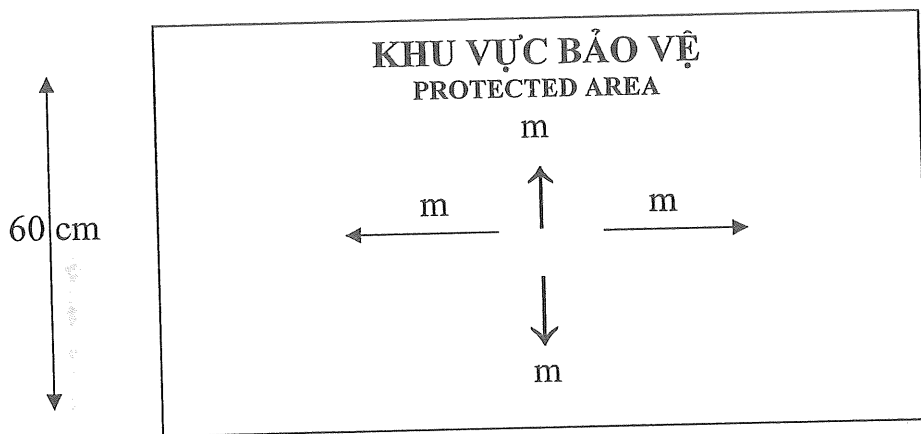 KHU VỰC BẢO VỆ
PROTECTED AREA
m
m m
60 cm
m